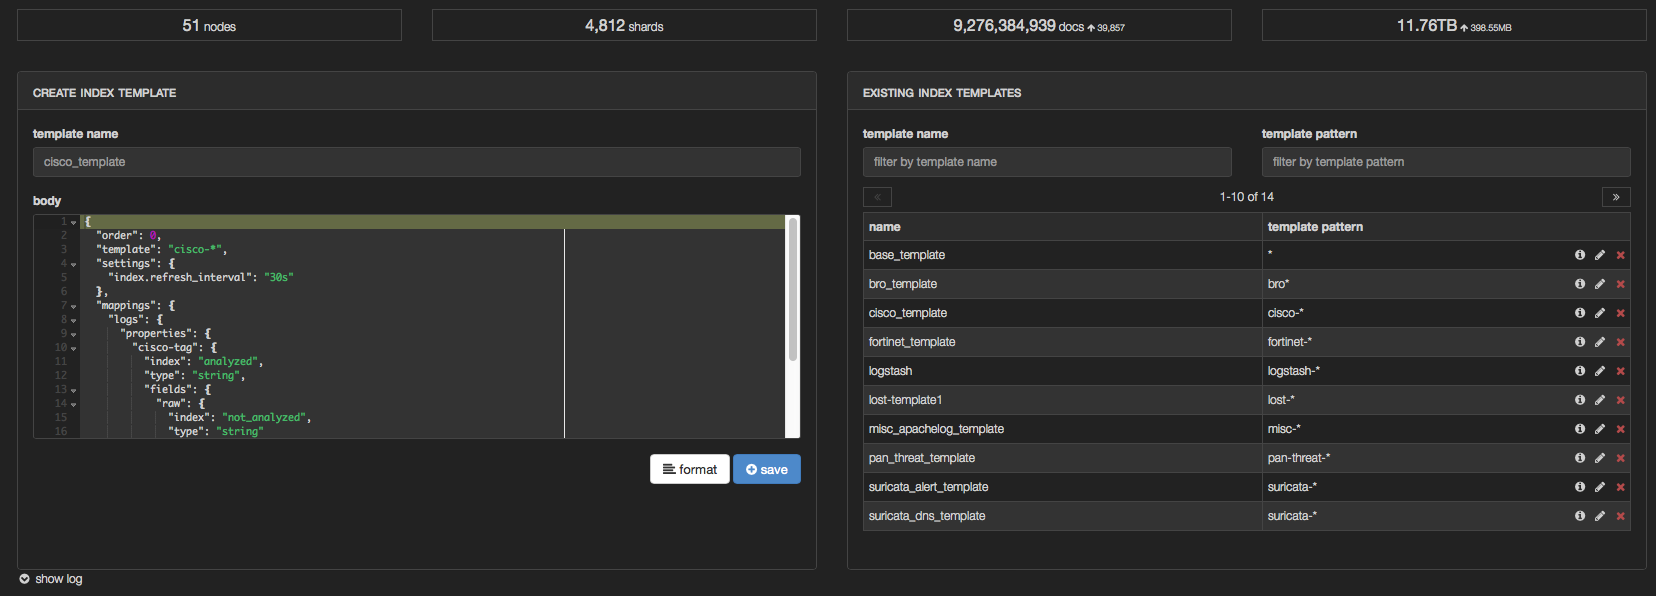 51 nodes
4,812 shards
9,276,384,939 docs 39,857
11.76TB 398.55MB
CREATE INDEX TEMPLATE
template name
cisco_template
body
1 {
2 "order": 0,
3 "template": "cisco-*",
4 "settings": {
5 "index.refresh_interval": "30s"
6 },
7 "mappings": {
8 "logs": {
9 "properties": {
10 "cisco-tag": {
11 "index": "analyzed",
12 "type": "string",
13 "fields": {
14 "raw": {
15 "index": "not_analyzed",
16 "type": "string"
format
save
show log
EXISTING INDEX TEMPLATES
template name
template pattern
filter by template name
filter by template pattern
« 1-10 of 14 »
name template pattern
base_template *
bro_template bro*
cisco_template cisco-*
fortinet_template fortinet-*
logstash logstash-*
lost-template1 lost-*
misc_apachelog_template misc-*
pan_threat_template pan-threat-*
suricata_alert_template suricata-*
suricata_dns_template suricata-*